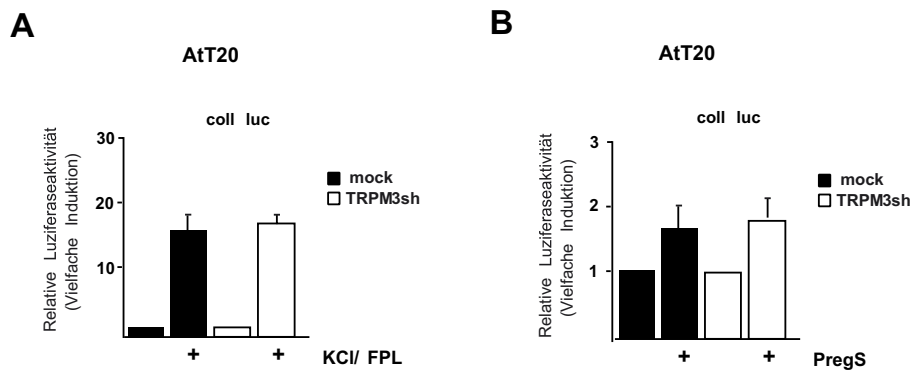 A
AtT20
coll luc
Relative Luziferaseaktivität
(Vielfache Induktion)
30
20
10
mock
TRPM3sh
+ + KCl/ FPL
B
AtT20
coll luc
Relative Luziferaseaktivität
(Vielfache Induktion)
3
2
1
mock
TRPM3sh
+ + PregS